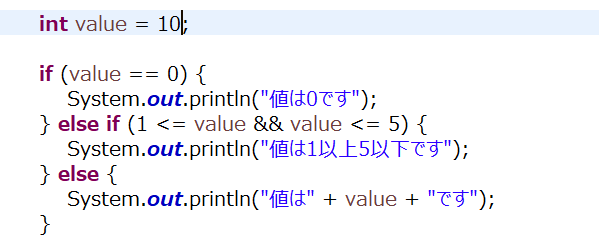 int value = 10;
if (value == 0) {
System.out.println("値は0です");
} else if (1 <= value && value <= 5) {
System.out.println("値は1以上5以下です");
} else {
System.out.println("値は" + value + "です");
}